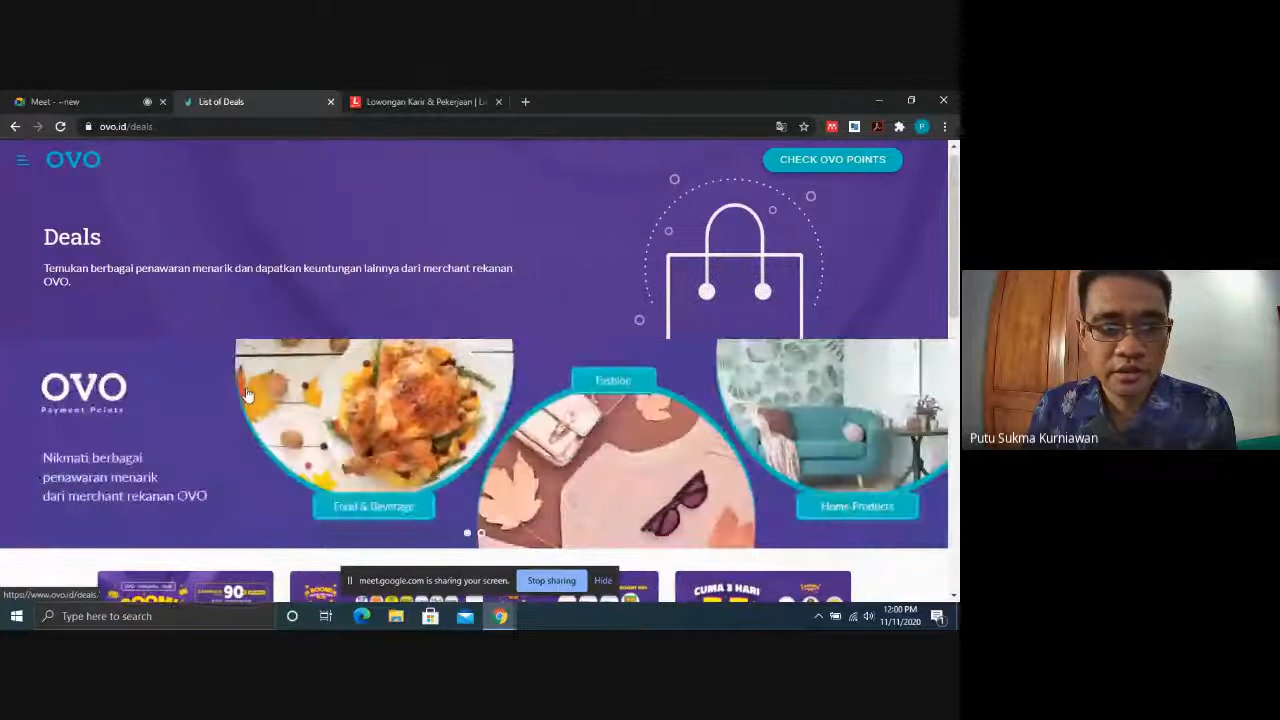 Meet - ~new
List of Deals
Lowongan Karir & Pekerjaan | Li
ovo.id/deals
OVO
CHECK OVO POINTS
Deals
Temukan berbagai penawaran menarik dan dapatkan keuntungan lainnya dari merchant rekanan
OVO.
OVO
Payment Points
Nikmati berbagai
penawaran menarik
dari merchant rekanan OVO
Food & Beverage
Fashion
Home Products
90
CUMA 3 HARI
meet.google.com is sharing your screen.
Stop sharing
Hide
https://www.ovo.id/deals
Type here to search
12:00 PM
11/11/2020
Putu Sukma Kurniawan